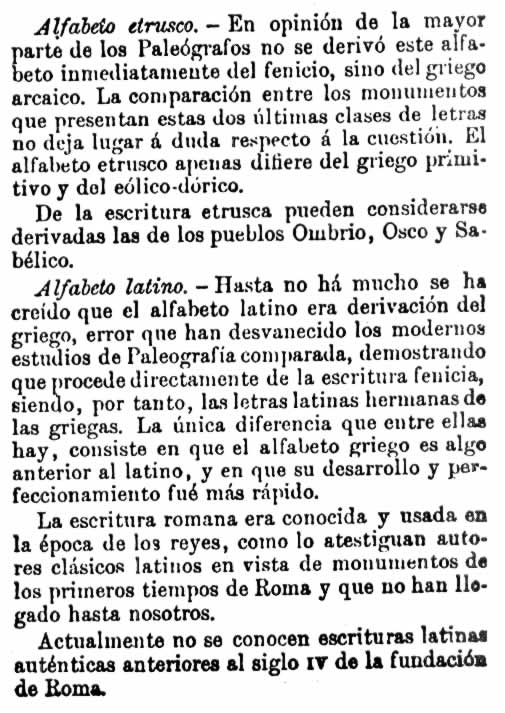 Alfabeto etrusco. – En opinión de la mayor
parte de los Paleógrafos no se derivó este alfa-
beto inmediatamente del fenicio, sino del griego
arcaico. La comparación entre los monumentos
que presentan estas dos últimas clases de letras
no deja lugar á duda respecto á la cuestión. El
alfabeto etrusco apenas difiere del griego primi-
tivo y del eólico-dórico.
De la escritura etrusca pueden considerarse
derivadas las de los pueblos Ombrio, Osco y Sa-
bélico.
Alfabeto latino. – Hasta no há mucho se ha
creído que el alfabeto latino era derivación del
griego, error que han desvanecido los modernos
estudios de Paleografía comparada, demostrando
que procede directamente de la escritura fenicia,
siendo, por tanto, las letras latinas hermanas de
las griegas. La única diferencia que entre ellas
hay, consiste en que el alfabeto griego es algo
anterior al latino, y en que su desarrollo y per-
feccionamiento fué más rápido.
La escritura romana era conocida y usada en
la época de los reyes, como lo atestiguan auto-
res clásicos latinos en vista de monumentos de
los primeros tiempos de Roma y que no han lle-
gado hasta nosotros.
Actualmente no se conocen escrituras latinas
auténticas anteriores al siglo IV de la fundación
de Roma.